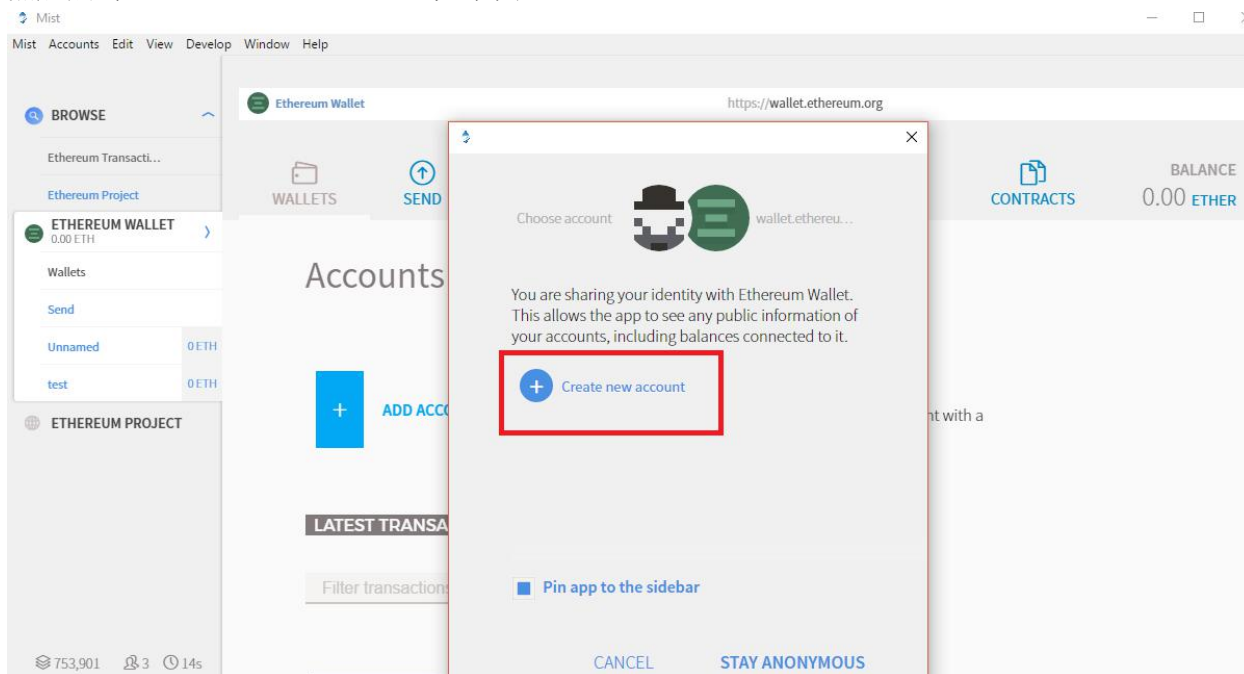 Mist
Mist Accounts Edit View Develop Window Help
BROWSE
Ethereum Transacti...
Ethereum Project
ETHEREUM WALLET
0.00 ETH
Wallets
Send
Unnamed 0 ETH
test 0 ETH
ETHEREUM PROJECT
753,901 3 14s
Ethereum Wallet https://wallet.ethereum.org
WALLETS SEND CONTRACTS BALANCE
0.00 ETHER
Accounts
ADD ACCO
nt with a
LATEST TRANSA
Filter transactions
Choose account wallet.ethereu...
You are sharing your identity with Ethereum Wallet.
This allows the app to see any public information of
your accounts, including balances connected to it.
Create new account
Pin app to the sidebar
CANCEL STAY ANONYMOUS